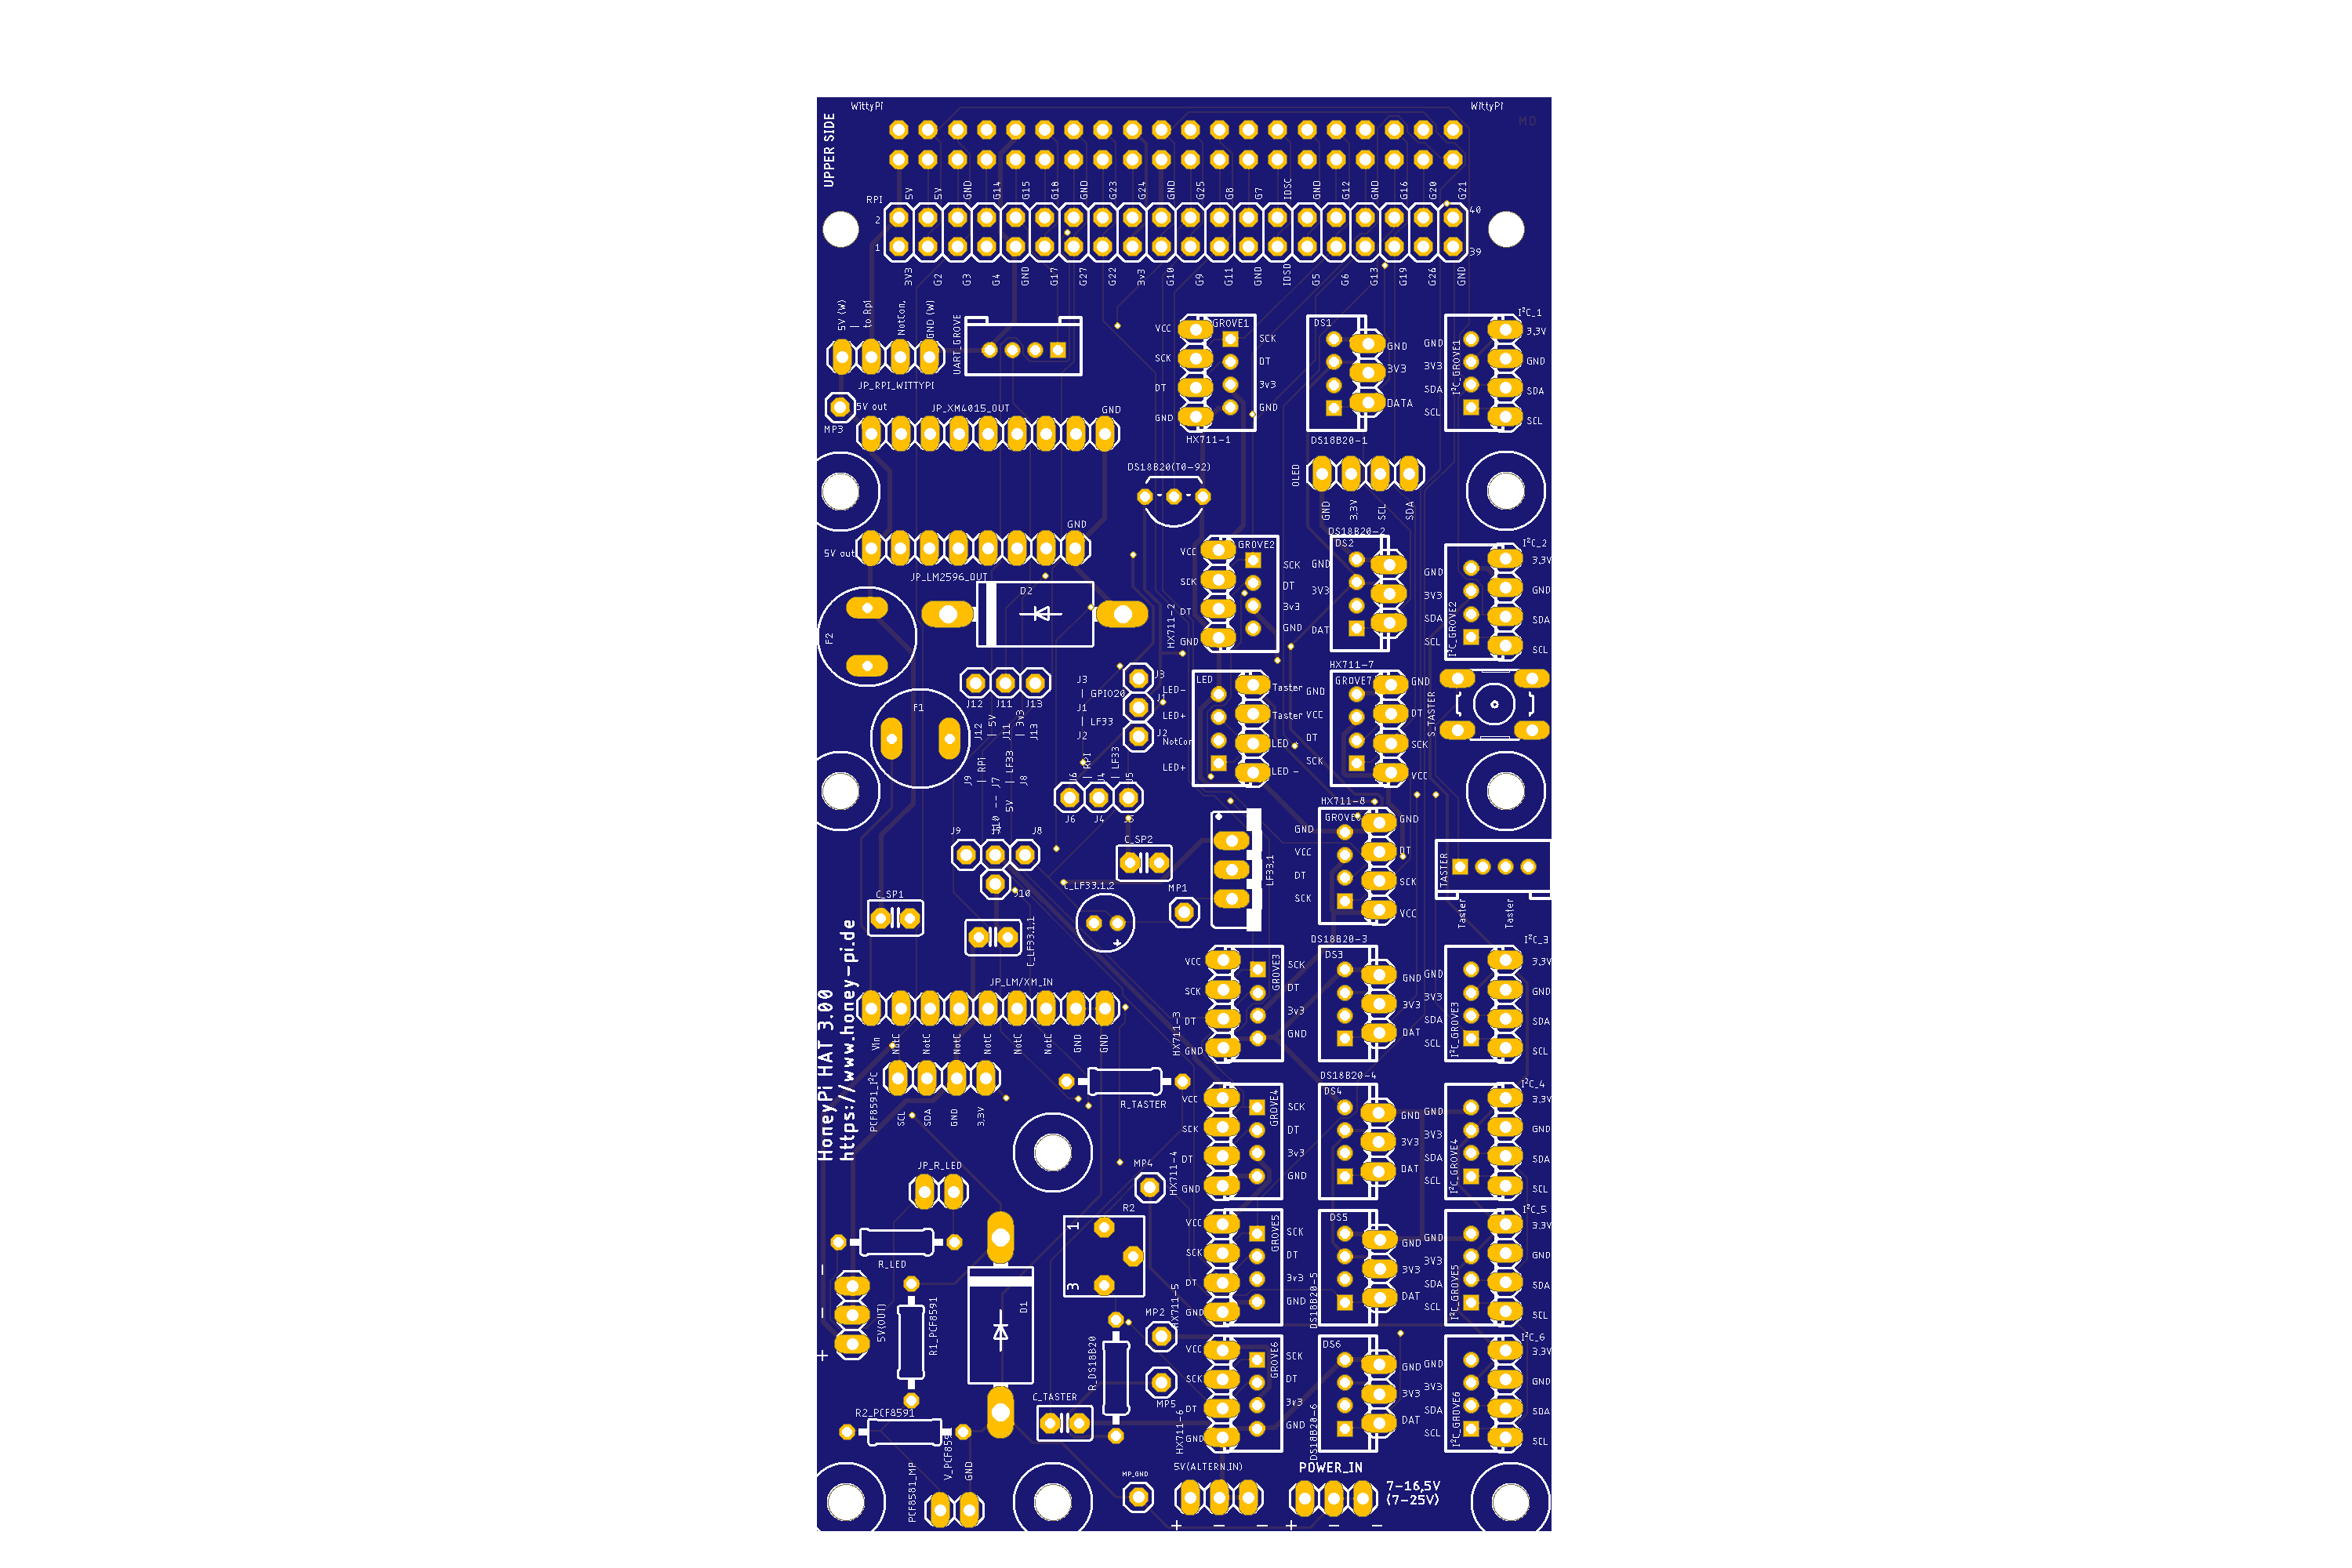 WittyPi
WittyPi
MD
UPPER SIDE
5V
5V
GND
G14
G15
G18
GND
G23
G24
GND
G25
G8
G7
IDSC
GND
G12
GND
G16
G20
G21
RPI
2
1
40
39
3V3
G2
G3
G4
GND
G17
G27
G22
3v3
G10
G9
G11
GND
IDSD
G5
G6
G13
G19
G26
GND
5V (W)
| to Rpi
NotCon.
GND (W)
JP_RPI_WITTYPI
UART_GROVE
MP3
5V out
JP_XM4015_OUT
GND
VCC
SCK
DT
GND
GROVE1
SCK
DT
3v3
GND
HX711-1
DS1
GND
3V3
DATA
DS18B20-1
GND
3V3
SDA
SCL
I²C_GROVE1
I²C_1
3.3V
GND
SDA
SCL
DS18B20(TO-92)
OLED
GND
3.3V
SCL
SDA
5V out
GND
JP_LM2596_OUT
D2
F2
F1
VCC
SCK
DT
GND
HX711-2
GROVE2
SCK
DT
3v3
GND
DS18B20-2
DS2
GND
3V3
DAT
GND
3V3
SDA
SCL
I²C_GROVE2
I²C_2
3.3V
GND
SDA
SCL
J12
J11
J13
J12
| 5V
J11
| 3v3
J13
J3
| GPIO20
J1
| LF33
J2
J3
J1
J2
LED
LED-
LED+
NotCon
LED+
Taster
Taster
LED +
LED -
HX711-7
GROVE7
GND
VCC
DT
SCK
GND
DT
SCK
VCC
S_TASTER
J9
| RPI
J10 -- J7
| LF33
5V
J8
J6
| RPI
J4
| LF33
J5
J6
J4
J5
J9
J7
J8
J10
C_SP2
C_LF33.1.2
+
MP1
LF33.1
HX711-8
GND
VCC
DT
SCK
GND
DT
SCK
VCC
TASTER
Taster
Taster
C_SP1
C_LF33.1.1
JP_LM/XM_IN
Vin
NotC
NotC
NotC
NotC
NotC
NotC
GND
GND
HoneyPi HAT 3.00
https://www.honey-pi.de
VCC
SCK
DT
GND
HX711-3
GROVE3
SCK
DT
3v3
GND
DS18B20-3
DS3
GND
3V3
DAT
GND
3V3
SDA
SCL
I²C_GROVE3
I²C_3
3.3V
GND
SDA
SCL
PCF8591_I²C
SCL
SDA
GND
3.3V
R_TASTER
VCC
SCK
DT
GND
HX711-4
GROVE4
SCK
DT
3v3
GND
DS18B20-4
DS4
GND
3V3
DAT
GND
3V3
SDA
SCL
I²C_GROVE4
I²C_4
3.3V
GND
SDA
SCL
JP_R_LED
MP4
R2
1
3
R_LED
VCC
SCK
DT
GND
HX711-5
GROVE5
SCK
DT
3v3
GND
DS5
DS18B20-5
GND
3V3
DAT
GND
3V3
SDA
SCL
I²C_GROVE5
I²C_5
3.3V
GND
SDA
SCL
-
-
+
5V(OUT)
R1_PCF8591
D1
R_DS18B20
MP2
MP5
C_TASTER
VCC
SCK
DT
GND
HX711-6
GROVE6
SCK
DT
3v3
GND
DS6
DS18B20-6
GND
3V3
DAT
GND
3V3
SDA
SCL
I²C_GROVE6
I²C_6
3.3V
GND
SDA
SCL
R2_PCF8591
PCF8581_MP
GND
MP_GND
5V(ALTERN_IN)
+ - -
POWER_IN
7-16,5V
(7-25V)
+ - -